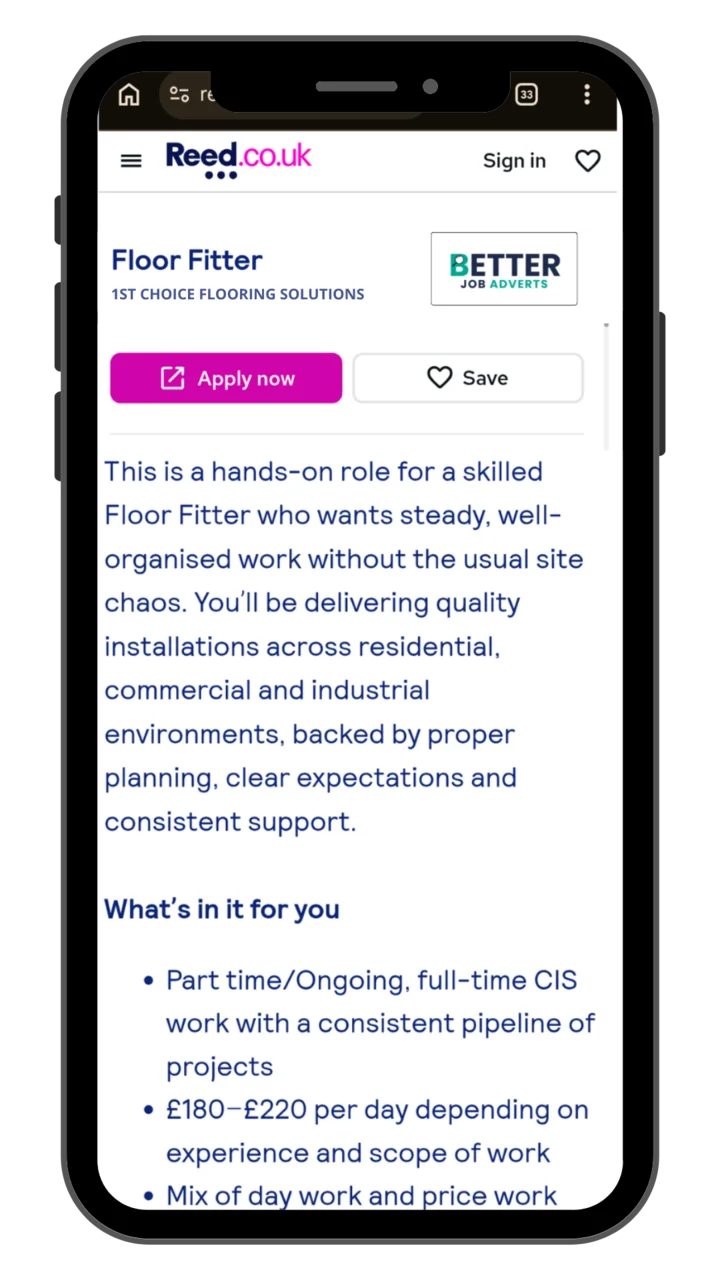 re
33
Reed.co.uk
Sign in
Floor Fitter
1ST CHOICE FLOORING SOLUTIONS
BETTER
JOB ADVERTS
Apply now
Save
This is a hands-on role for a skilled
Floor Fitter who wants steady, well-
organised work without the usual site
chaos. You'll be delivering quality
installations across residential,
commercial and industrial
environments, backed by proper
planning, clear expectations and
consistent support.
What's in it for you
• Part time/Ongoing, full-time CIS
work with a consistent pipeline of
projects
• £180–£220 per day depending on
experience and scope of work
• Mix of day work and price work